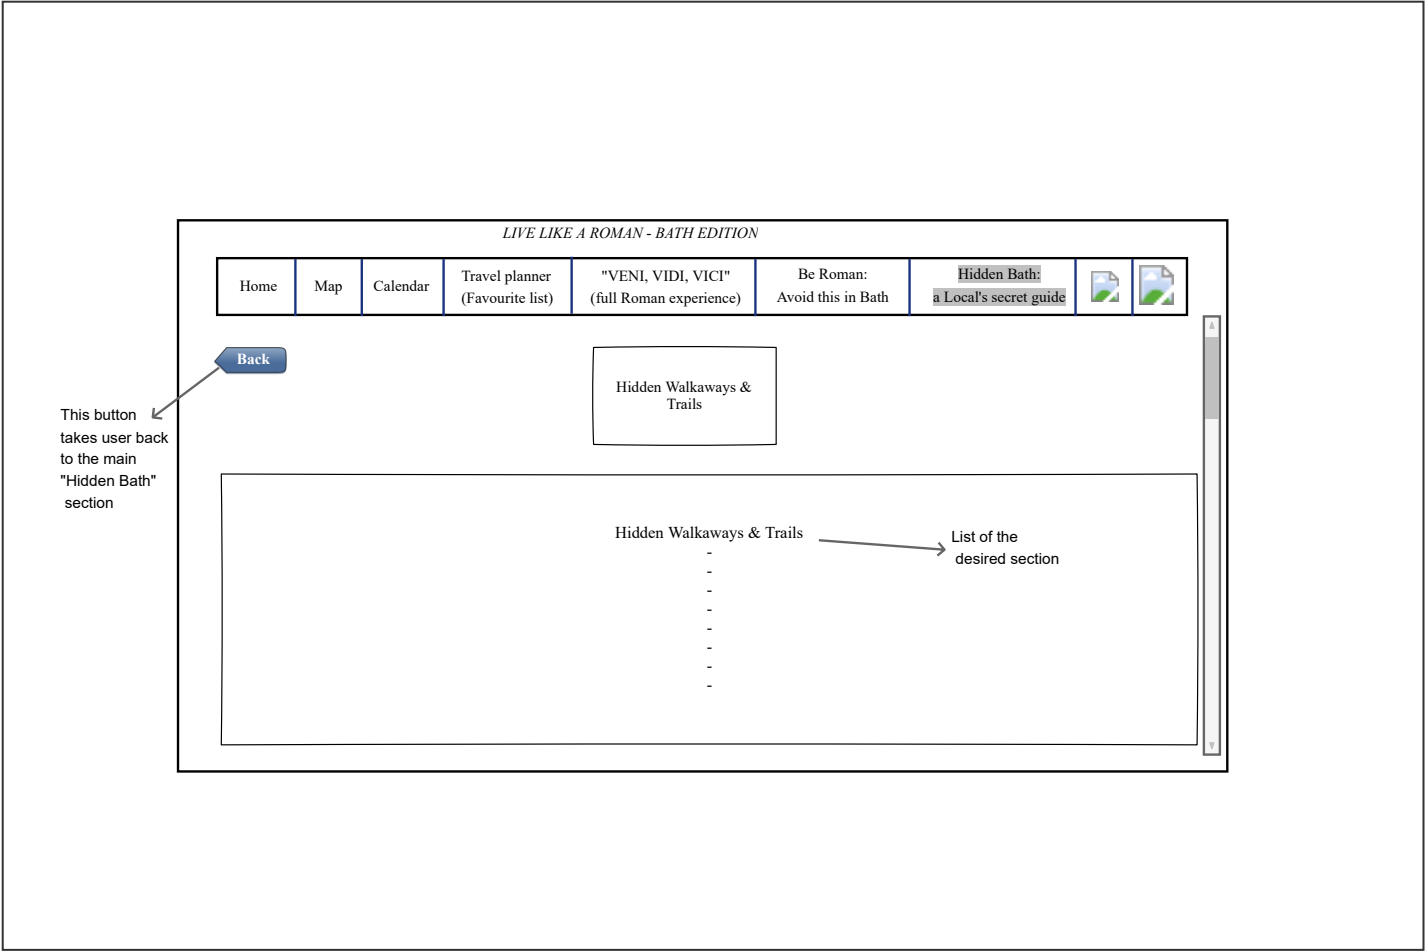 LIVE LIKE A ROMAN - BATH EDITION
Home
Map
Calendar
Travel planner
(Favourite list)
"VENI, VIDI, VICI"
(full Roman experience)
Be Roman:
Avoid this in Bath
Hidden Bath:
a Local's secret guide
Back
This button
takes user back
to the main
"Hidden Bath"
section
Hidden Walkaways &
Trails
Hidden Walkaways & Trails
-
-
-
-
-
-
-
-
List of the
desired section